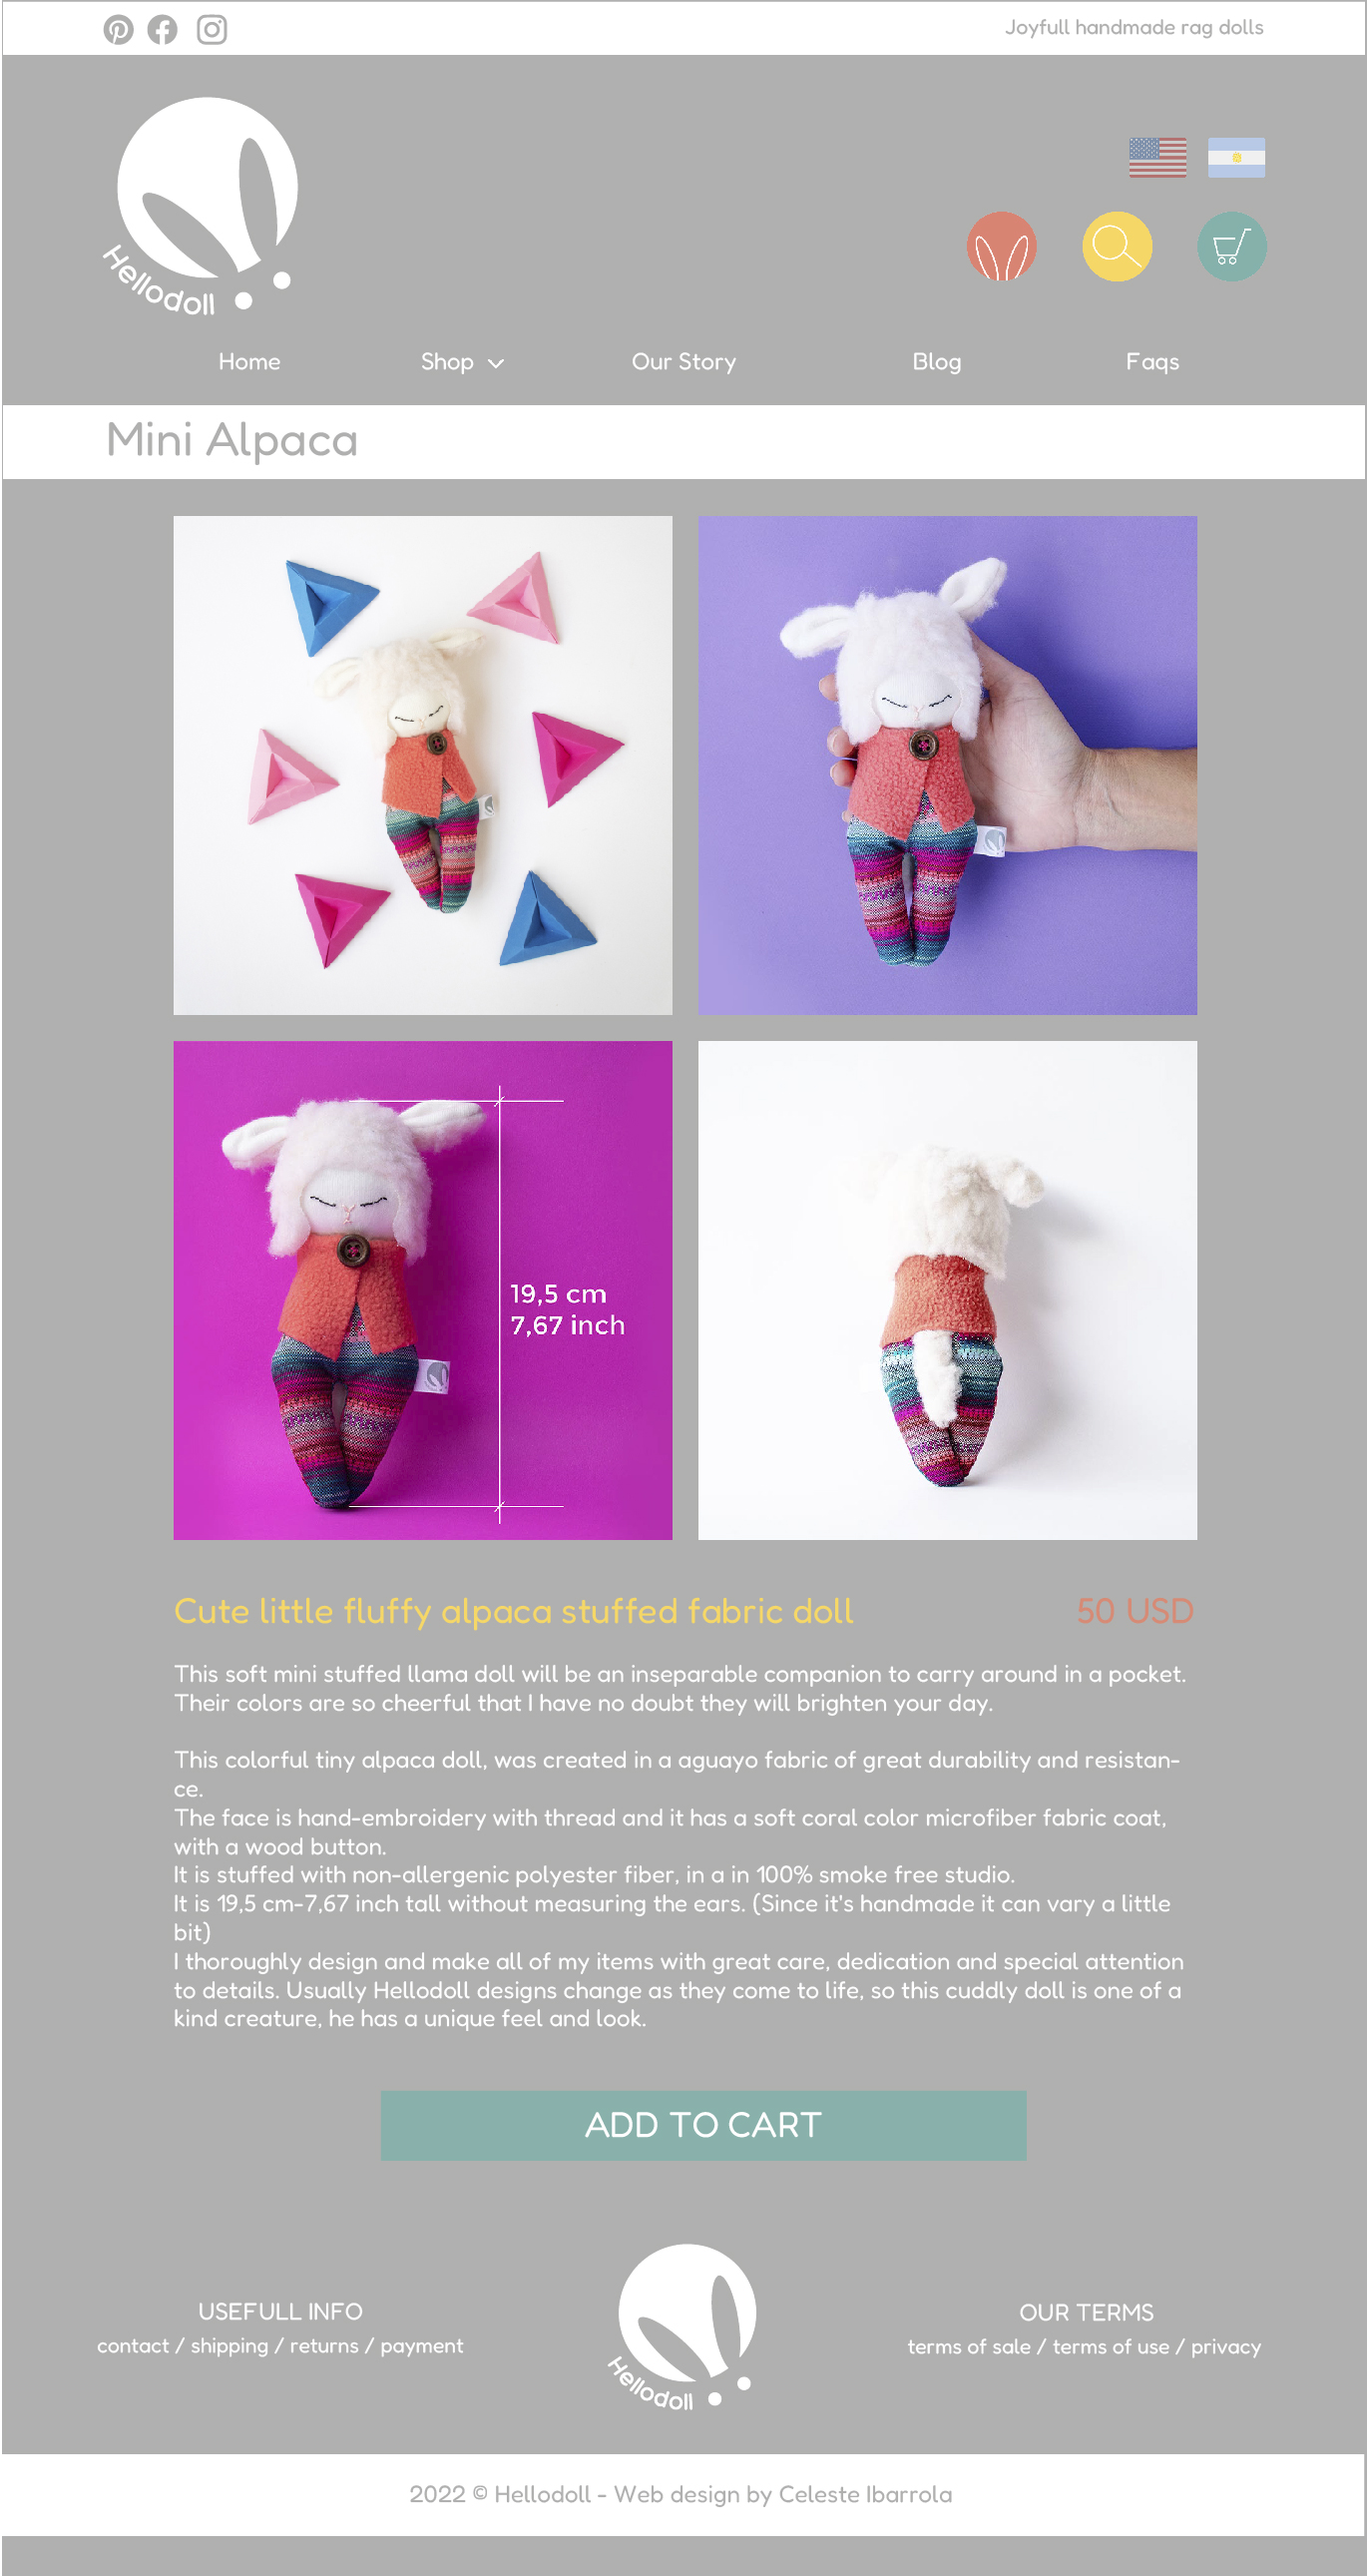 Joyfull handmade rag dolls
Hellodoll
Home Shop Our Story Blog Faqs
Mini Alpaca
19,5 cm
7,67 inch
Cute little fluffy alpaca stuffed fabric doll 50 USD
This soft mini stuffed llama doll will be an inseparable companion to carry around in a pocket.
Their colors are so cheerful that I have no doubt they will brighten your day.
This colorful tiny alpaca doll, was created in a aguayo fabric of great durability and resistan-
ce.
The face is hand-embroidery with thread and it has a soft coral color microfiber fabric coat,
with a wood button.
It is stuffed with non-allergenic polyester fiber, in a in 100% smoke free studio.
It is 19,5 cm-7,67 inch tall without measuring the ears. (Since it's handmade it can vary a little
bit)
I thoroughly design and make all of my items with great care, dedication and special attention
to details. Usually Hellodoll designs change as they come to life, so this cuddly doll is one of a
kind creature, he has a unique feel and look.
ADD TO CART
USEFULL INFO
contact / shipping / returns / payment
Hellodoll
OUR TERMS
terms of sale / terms of use / privacy
2022 © Hellodoll - Web design by Celeste Ibarrola